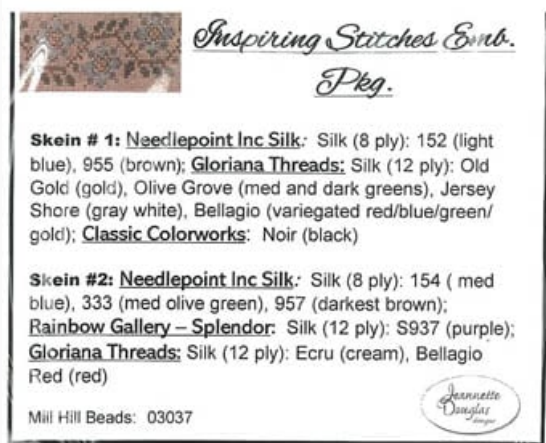 Inspiring Stitches Emb.
Pkg.
Skein # 1: Needlepoint Inc Silk: Silk (8 ply): 152 (light
blue), 955 (brown); Gloriana Threads: Silk (12 ply): Old
Gold (gold), Olive Grove (med and dark greens), Jersey
Shore (gray white), Bellagio (variegated red/blue/green/
gold); Classic Colorworks: Noir (black)
Skein #2: Needlepoint Inc Silk: Silk (8 ply): 154 ( med
blue), 333 (med olive green), 957 (darkest brown);
Rainbow Gallery – Splendor: Silk (12 ply): S937 (purple);
Gloriana Threads: Silk (12 ply): Ecru (cream), Bellagio
Red (red)
Mill Hill Beads: 03037
Jeannette
Douglas
designs